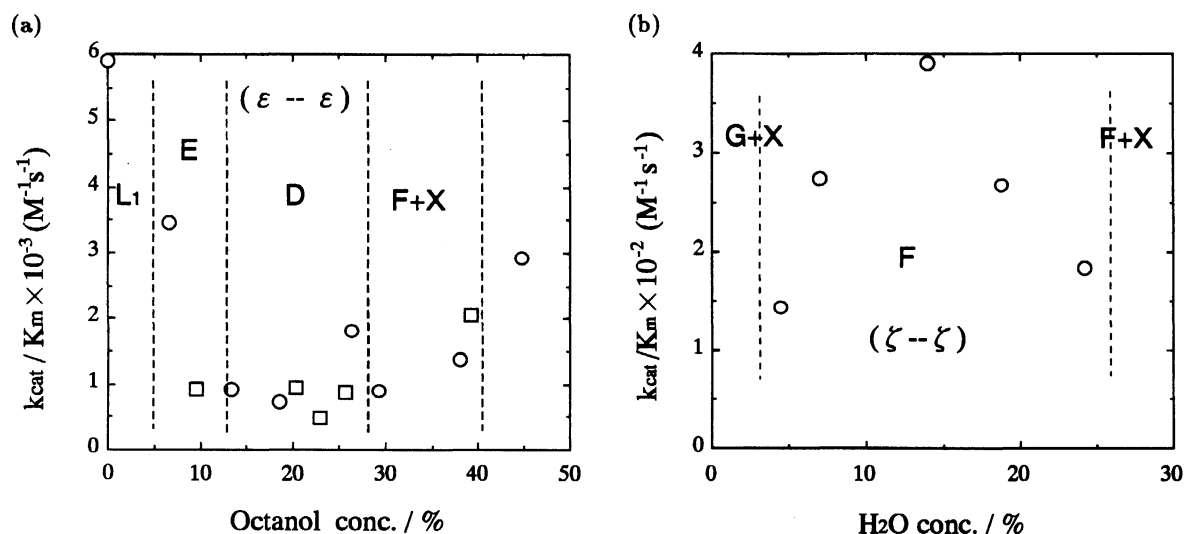 (a)
6
5
4
3
2
1
0
kcat / Km × 10⁻³ (M⁻¹s⁻¹)
(ε -- ε)
E
L1
D
F+X
0 10 20 30 40 50
Octanol conc. / %
(b)
4
3
2
1
0
kcat/Km × 10⁻² (M⁻¹s⁻¹)
G+X
F+X
F
(ζ -- ζ)
0 10 20 30
H2O conc. / %